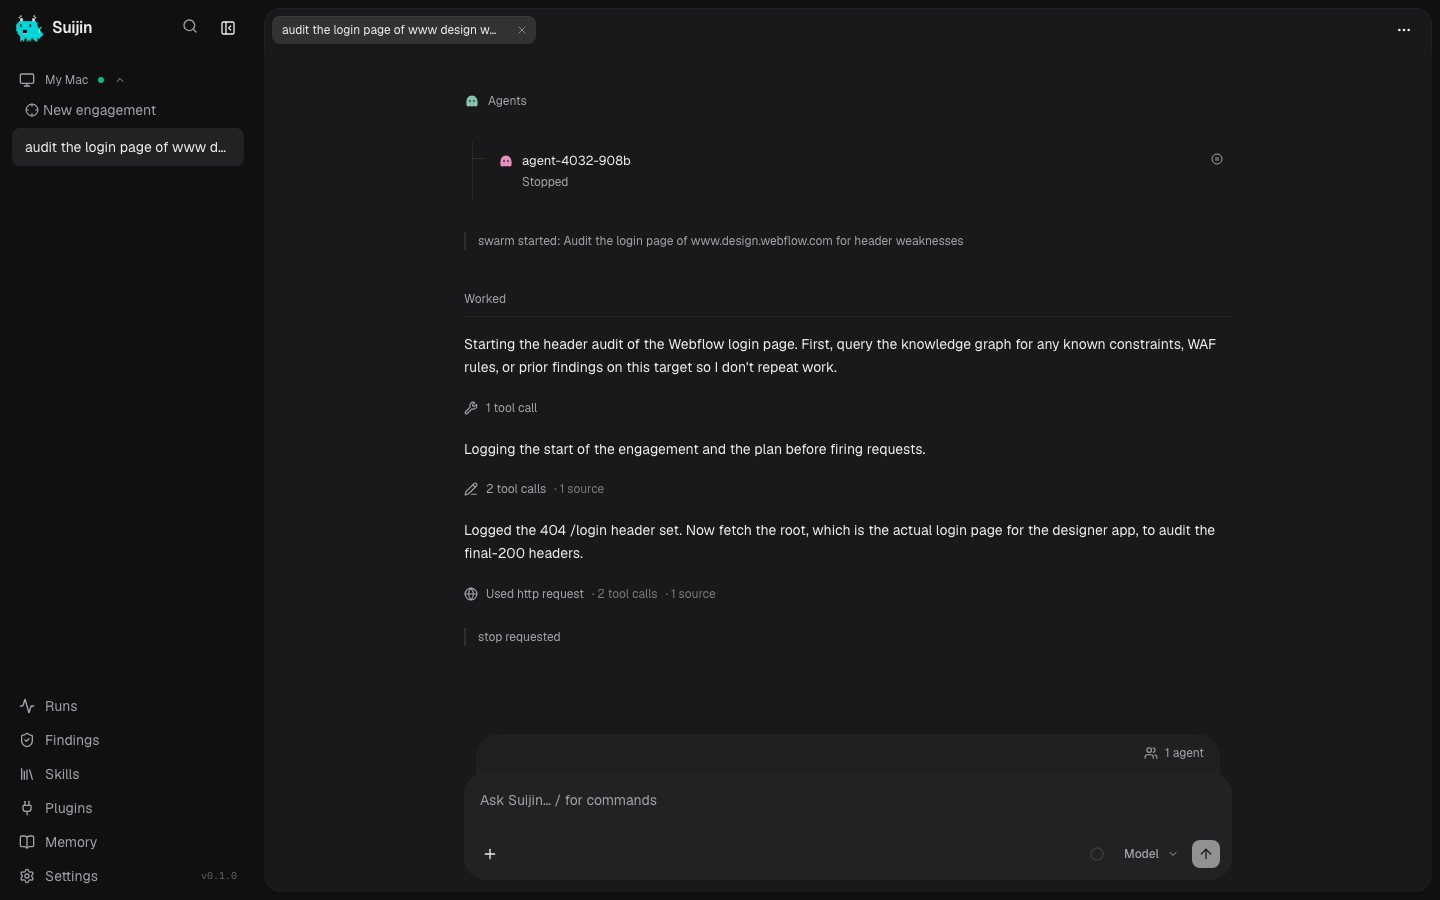 Suijin
My Mac
New engagement
audit the login page of www d...
Runs
Findings
Skills
Plugins
Memory
Settings
v0.1.0
audit the login page of www design w...
Agents
agent-4032-908b
Stopped
swarm started: Audit the login page of www.design.webflow.com for header weaknesses
Worked
Starting the header audit of the Webflow login page. First, query the knowledge graph for any known constraints, WAF
rules, or prior findings on this target so I don't repeat work.
1 tool call
Logging the start of the engagement and the plan before firing requests.
2 tool calls · 1 source
Logged the 404 /login header set. Now fetch the root, which is the actual login page for the designer app, to audit the
final-200 headers.
Used http request · 2 tool calls · 1 source
stop requested
1 agent
Ask Suijin... / for commands
Model